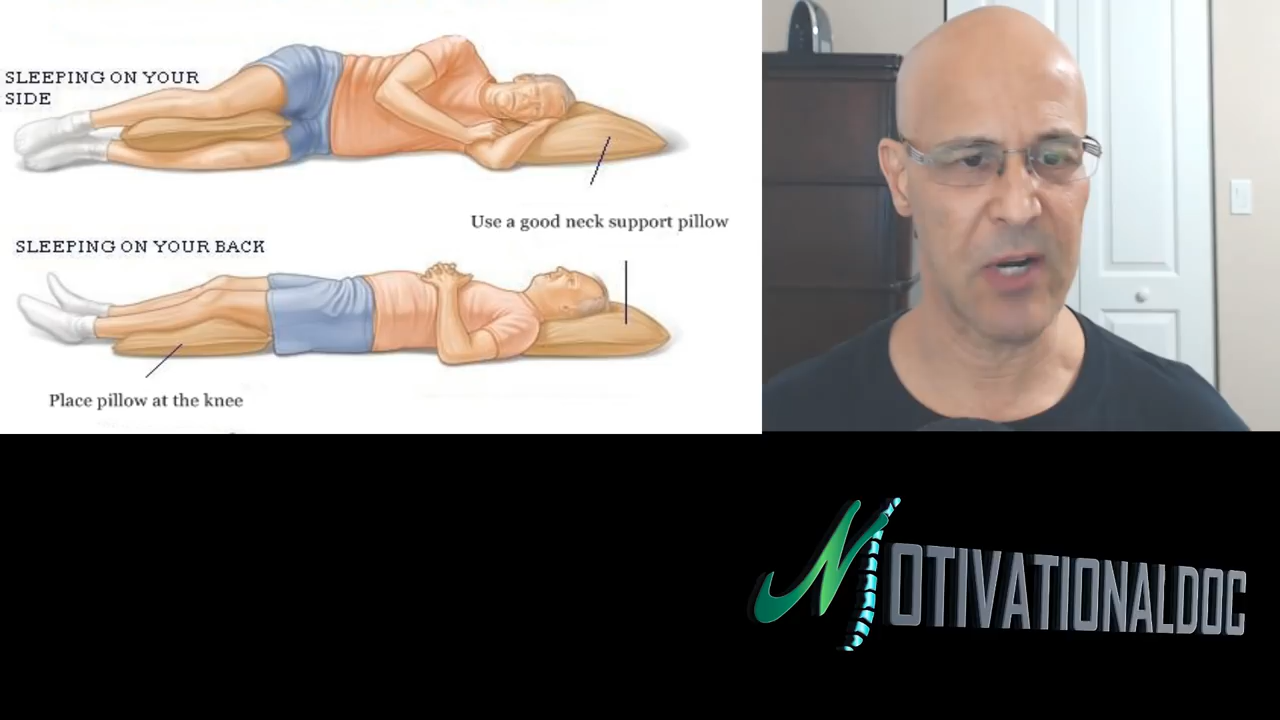 SLEEPING ON YOUR
SIDE
Use a good neck support pillow
SLEEPING ON YOUR BACK
Place pillow at the knee
MOTIVATIONALDOC